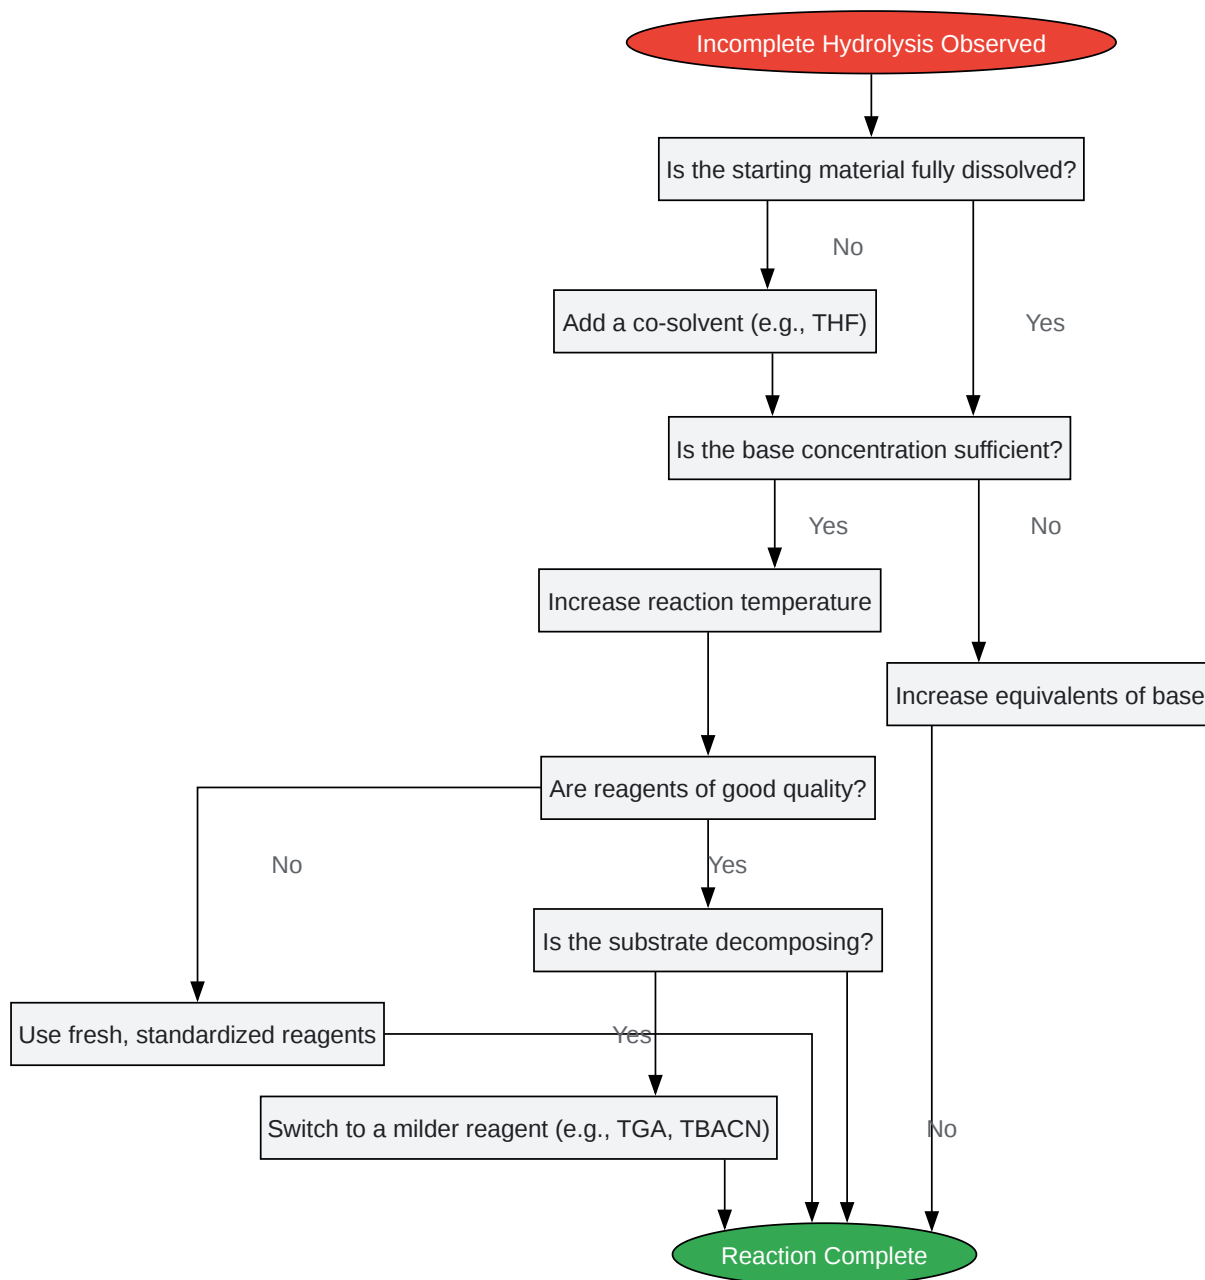 Incomplete Hydrolysis Observed
Is the starting material fully dissolved?
No
Add a co-solvent (e.g., THF)
Yes
Is the base concentration sufficient?
Yes
No
Increase reaction temperature
Increase equivalents of base
Are reagents of good quality?
No
Yes
Is the substrate decomposing?
Use fresh, standardized reagents
Yes
Switch to a milder reagent (e.g., TGA, TBACN)
No
Reaction Complete